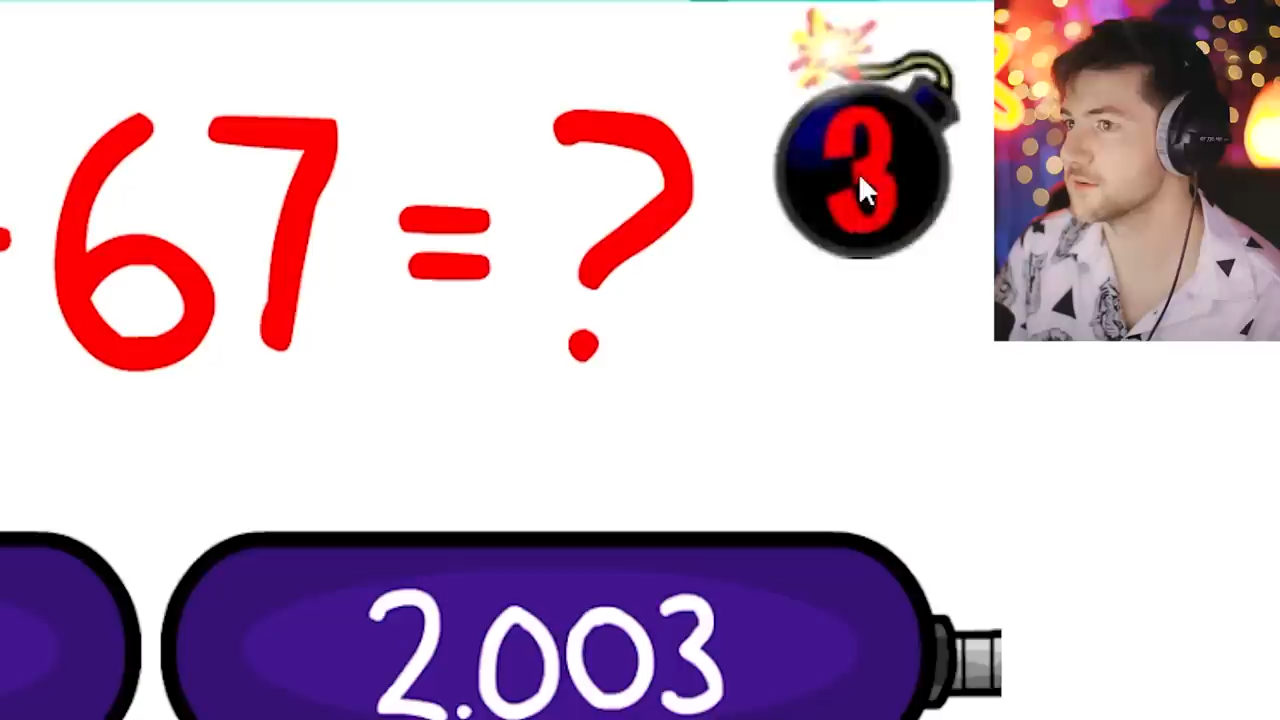 67 = ?
3
2.003